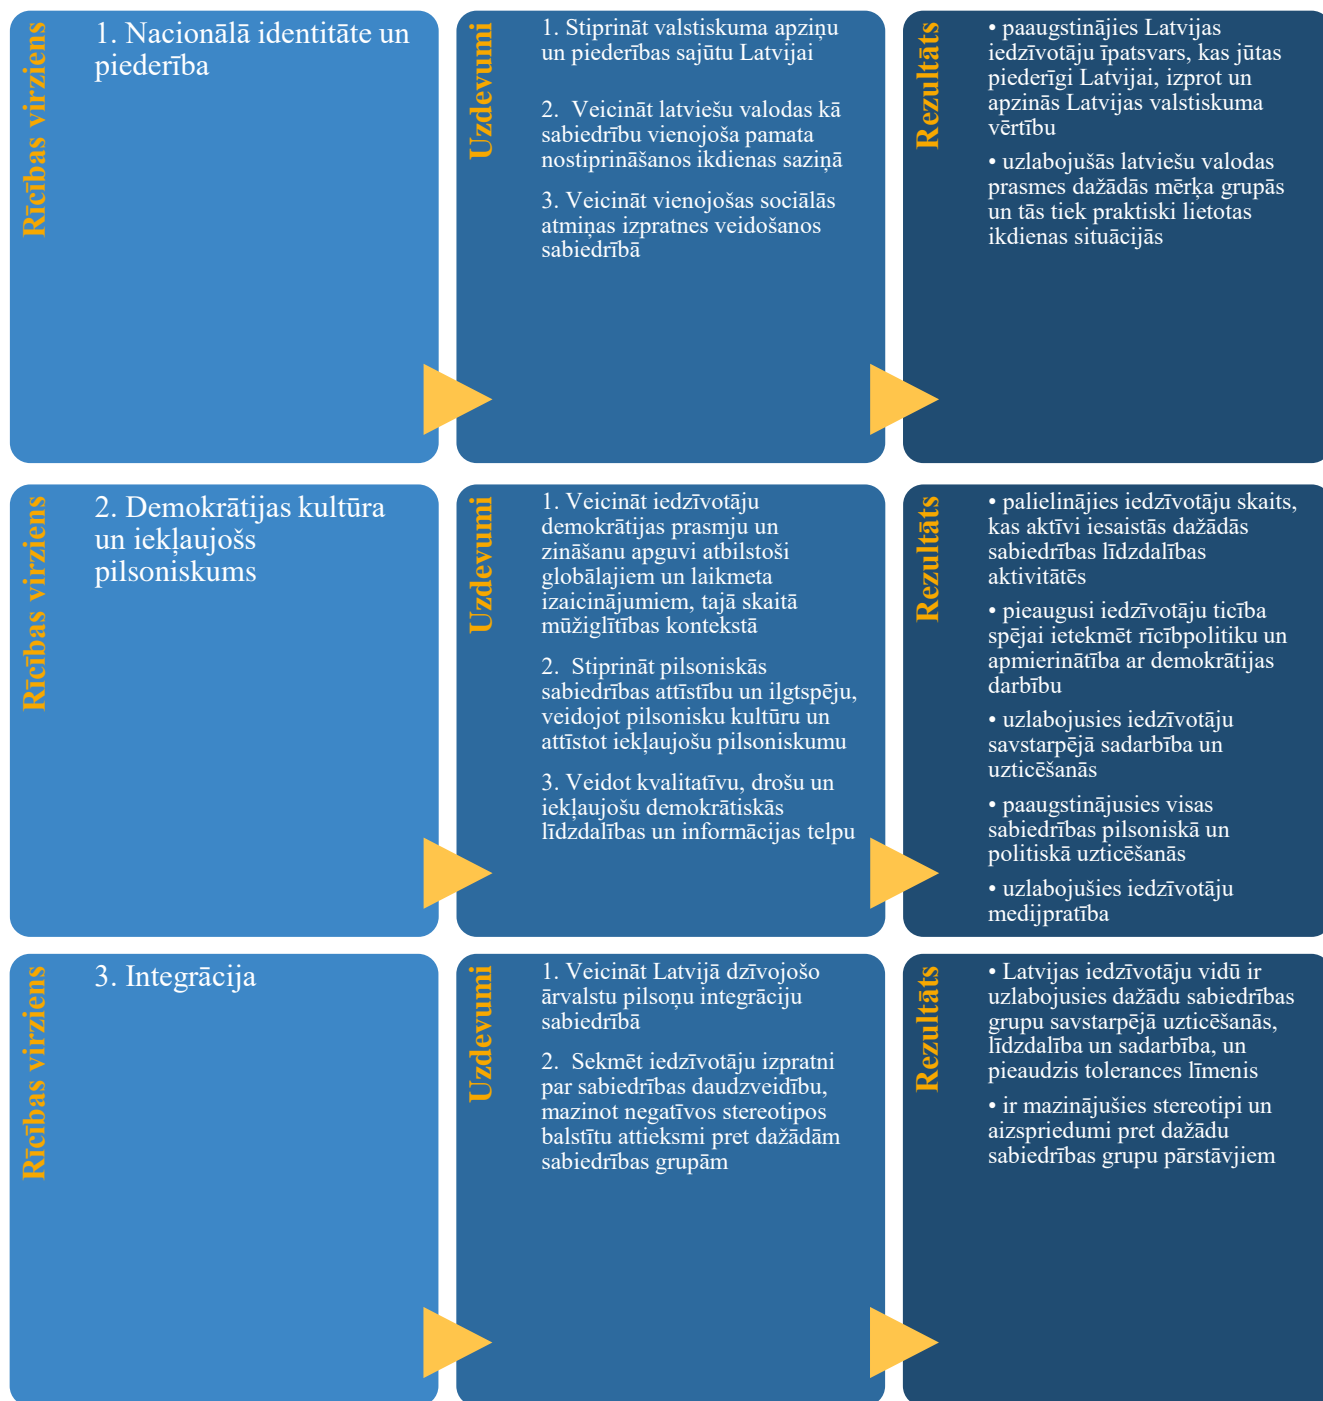 Rīcības virziens
1. Nacionālā identitāte un
piederība
Uzdevumi
1. Stiprināt valstiskuma apziņu
un piederības sajūtu Latvijai
2. Veicināt latviešu valodas kā
sabiedrību vienojoša pamata
nostiprināšanos ikdienas saziņā
3. Veicināt vienojošas sociālās
atmiņas izpratnes veidošanos
sabiedrībā
Rezultāts
• paaugstinājies Latvijas
iedzīvotāju īpatsvars, kas jūtas
piederīgi Latvijai, izprot un
apzinās Latvijas valstiskuma
vērtību
• uzlabojušās latviešu valodas
prasmes dažādās mērķa grupās
un tās tiek praktiski lietotas
ikdienas situācijās
Rīcības virziens
2. Demokrātijas kultūra
un iekļaujošs
pilsoniskums
Uzdevumi
1. Veicināt iedzīvotāju
demokrātijas prasmju un
zināšanu apguvi atbilstoši
globālajiem un laikmeta
izaicinājumiem, tajā skaitā
mūžiglītības kontekstā
2. Stiprināt pilsoniskās
sabiedrības attīstību un ilgtspēju,
veidojot pilsonisku kultūru un
attīstot iekļaujošu pilsoniskumu
3. Veidot kvalitatīvu, drošu un
iekļaujošu demokrātiskās
līdzdalības un informācijas telpu
Rezultāts
• palielinājies iedzīvotāju skaits,
kas aktīvi iesaistās dažādās
sabiedrības līdzdalības
aktivitātēs
• pieaugusi iedzīvotāju ticība
spējai ietekmēt rīcībpolitiku un
apmierinātība ar demokrātijas
darbību
• uzlabojusies iedzīvotāju
savstarpējā sadarbība un
uzticēšanās
• paaugstinājusies visas
sabiedrības pilsoniskā un
politiskā uzticēšanās
• uzlabojušies iedzīvotāju
medijpratība
Rīcības virziens
3. Integrācija
Uzdevumi
1. Veicināt Latvijā dzīvojošo
ārvalstu pilsoņu integrāciju
sabiedrībā
2. Sekmēt iedzīvotāju izpratni
par sabiedrības daudzveidību,
mazinot negatīvos stereotipos
balstītu attieksmi pret dažādām
sabiedrības grupām
Rezultāts
• Latvijas iedzīvotāju vidū ir
uzlabojusies dažādu sabiedrības
grupu savstarpējā uzticēšanās,
līdzdalība un sadarbība, un
pieaudzis tolerances līmenis
• ir mazinājušies stereotipi un
aizspriedumi pret dažādu
sabiedrības grupu pārstāvjiem